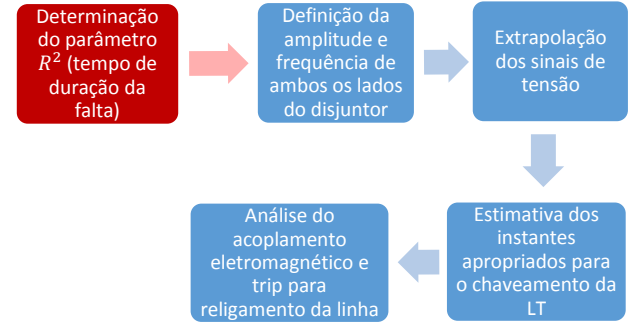 Determinação
do parâmetro
R² (tempo de
duração da
falta)
Definição da
amplitude e
frequência de
ambos os lados
do disjuntor
Extrapolação
dos sinais de
tensão
Estimativa dos
instantes
apropriados para
o chaveamento da
LT
Análise do
acoplamento
eletromagnético e
trip para
religamento da linha